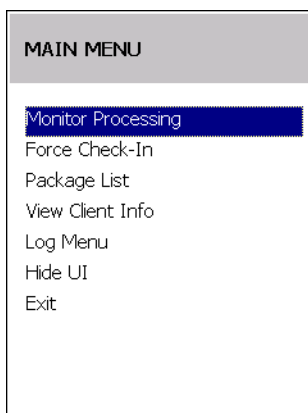 MAIN MENU
Monitor Processing
Force Check-In
Package List
View Client Info
Log Menu
Hide UI
Exit